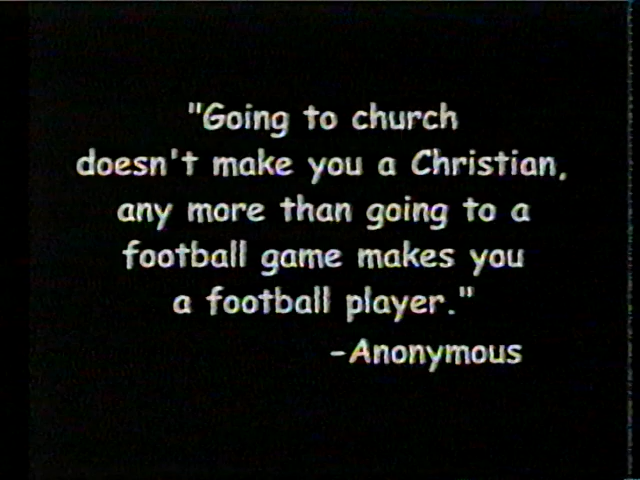 "Going to church
doesn't make you a Christian,
any more than going to a
football game makes you
a football player."
-Anonymous